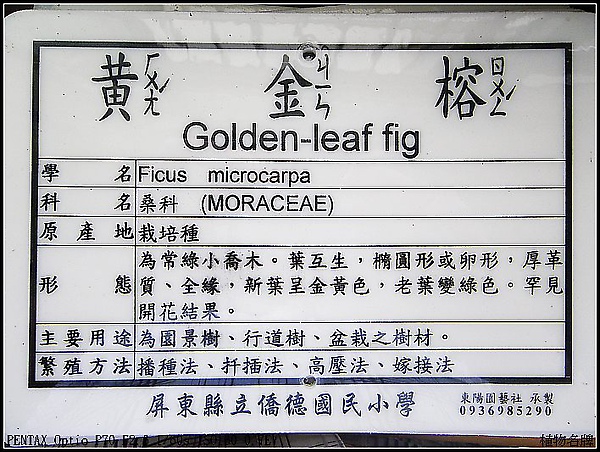 黃 金 榕
ㄏㄨㄤˊ ㄐㄧㄣ ㄖㄨㄥˊ
Golden-leaf fig
學名 Ficus microcarpa
科名 桑科 (MORACEAE)
原產地 栽培種
形態 為常綠小喬木。葉互生，橢圓形或卵形，厚革
質、全緣，新葉呈金黃色，老葉變綠色。罕見
開花結果。
主要用途 為園景樹、行道樹、盆栽之樹材。
繁殖方法 播種法、扦插法、高壓法、嫁接法
屏東縣立僑德國民小學
東陽園藝社 承製
0936985290
PENTAX Optio P70
植物名牌